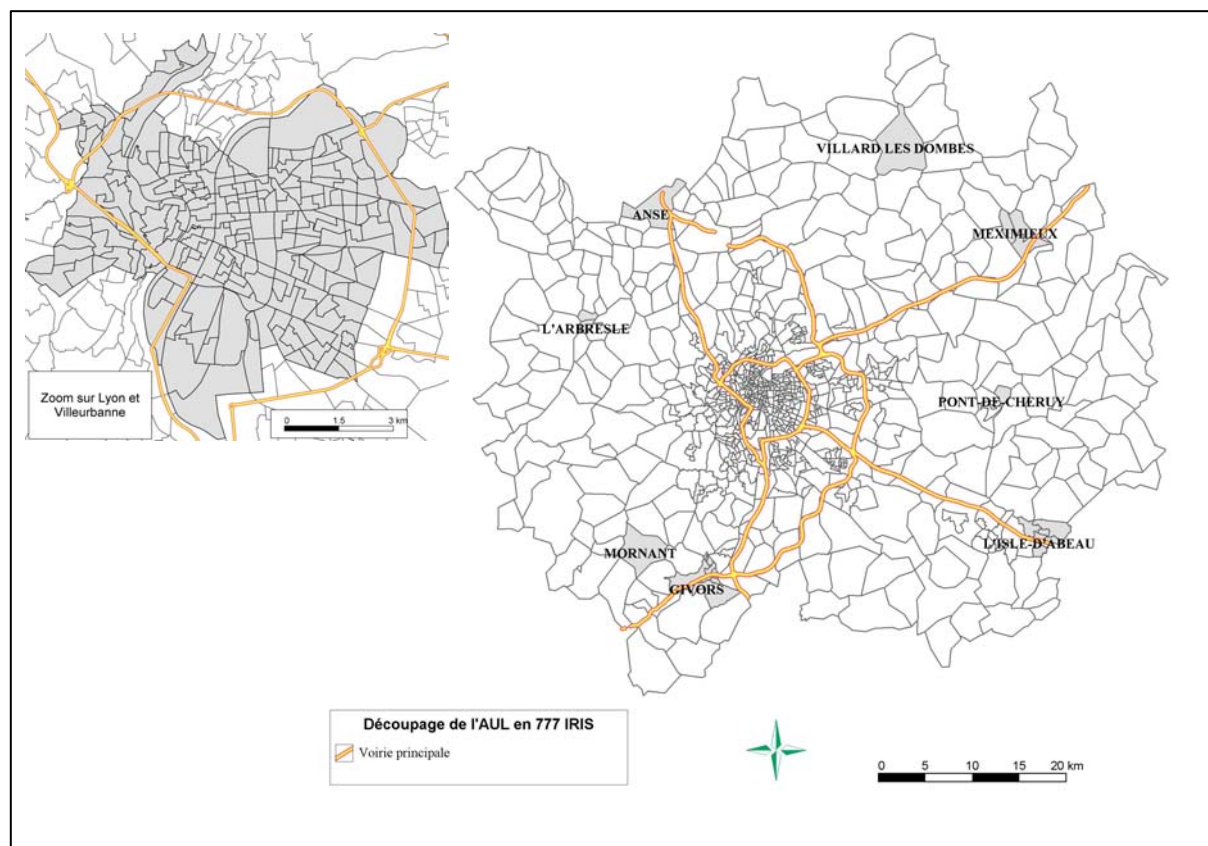 Zoom sur Lyon et
Villeurbanne
0 1.5 3 km
VILLARD LES DOMBES
ANSE
MEXIMIEUX
L'ARBRESLE
PONT-DE-CHERUY
L'ISLE-D'ABEAU
MORNANT
GIVORS
Découpage de l'AUL en 777 IRIS
Voirie principale
0 5 10 15 20 km